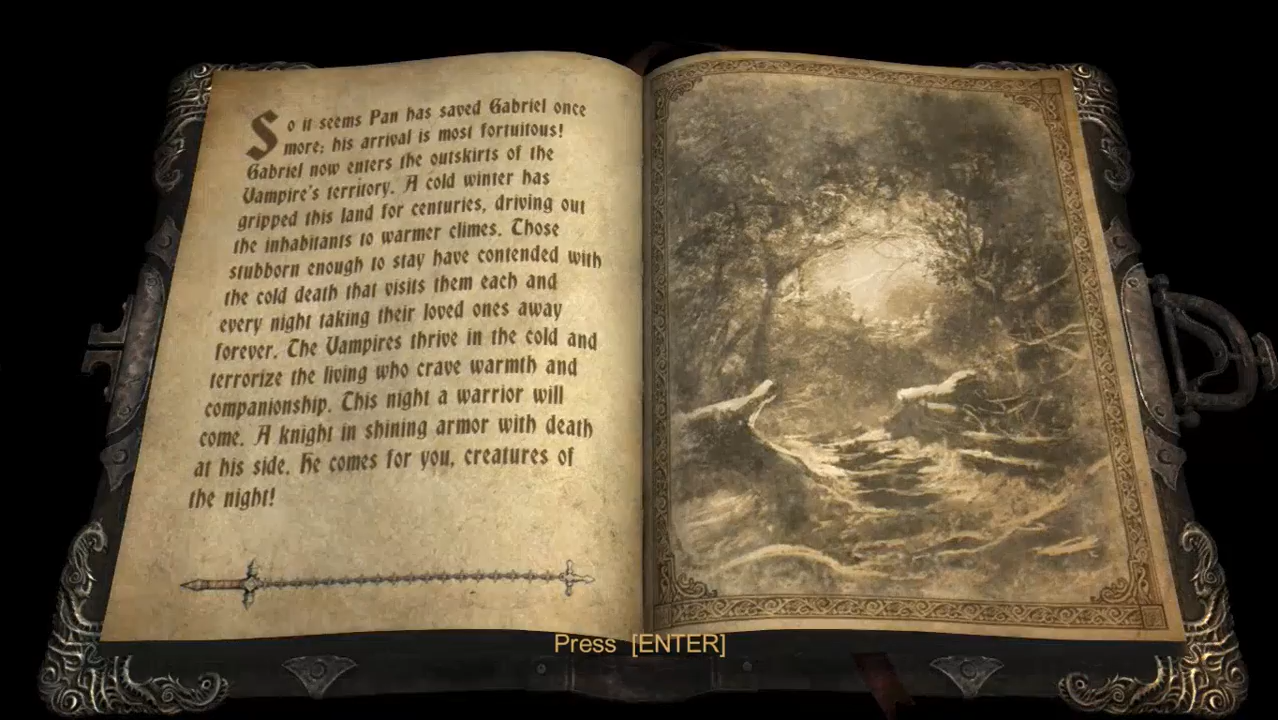 So it seems Pan has saved Gabriel once
more; his arrival is most fortuitous!
Gabriel now enters the outskirts of the
Vampire's territory. A cold winter has
gripped this land for centuries, driving out
the inhabitants to warmer climes. Those
stubborn enough to stay have contended with
the cold death that visits them each and
every night taking their loved ones away
forever. The Vampires thrive in the cold and
terrorize the living who crave warmth and
companionship. This night a warrior will
come. A knight in shining armor with death
at his side. He comes for you, creatures of
the night!
Press [ENTER]